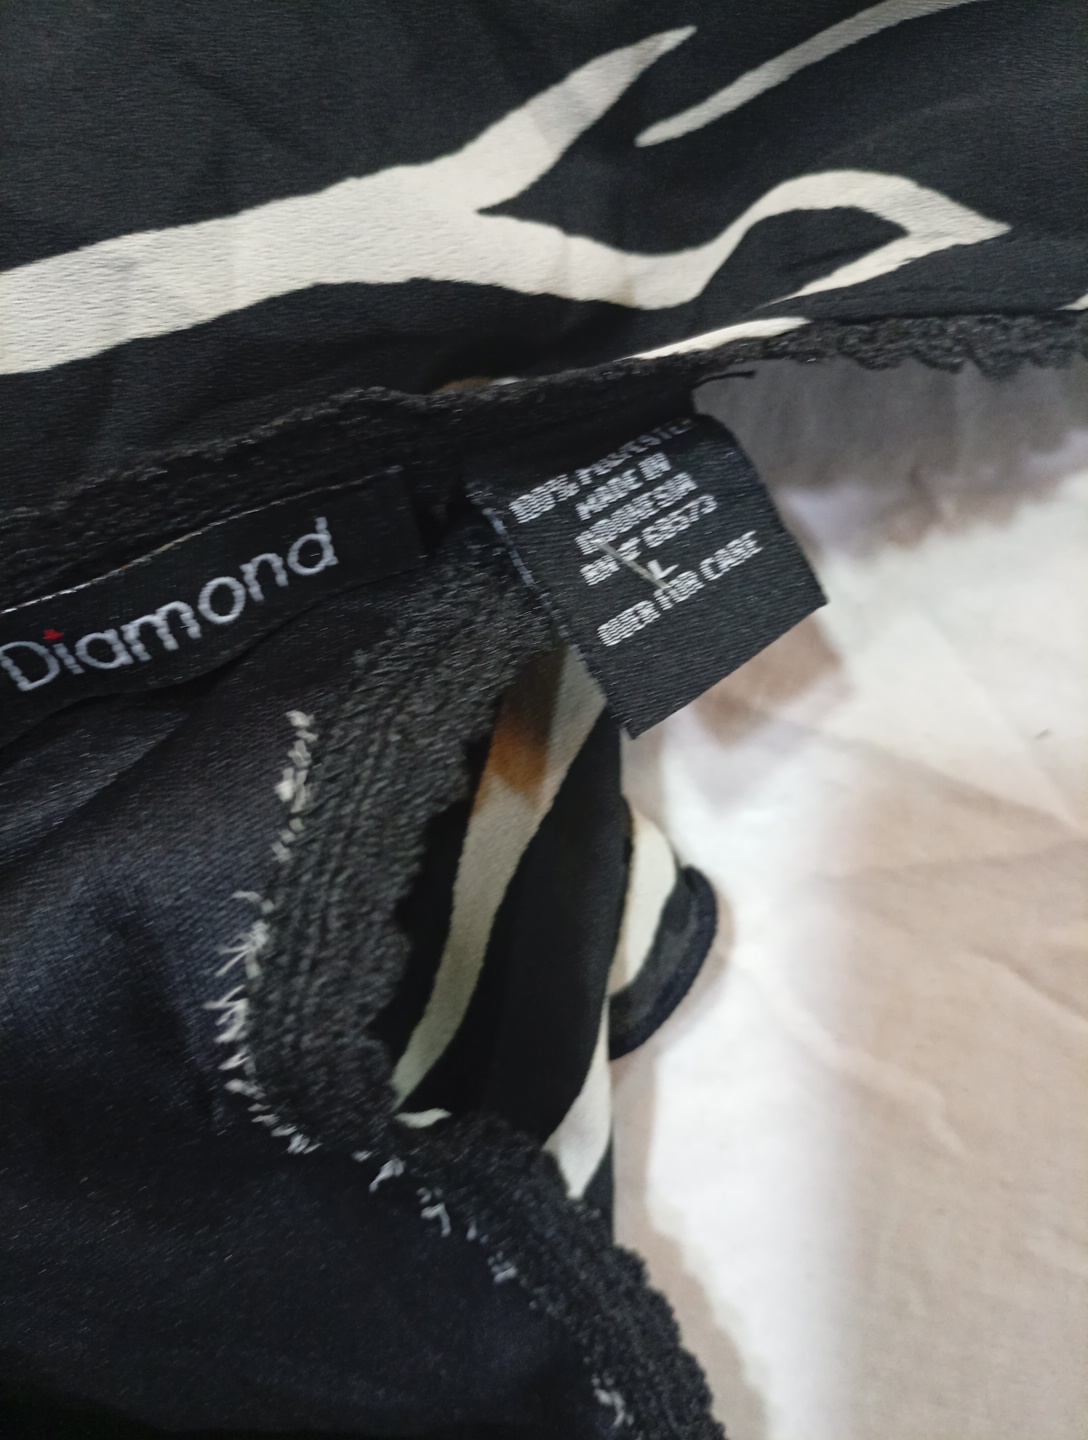 Diamond
100% POLYESTER
MADE IN
INDONESIA
L
OVER FOR CARE